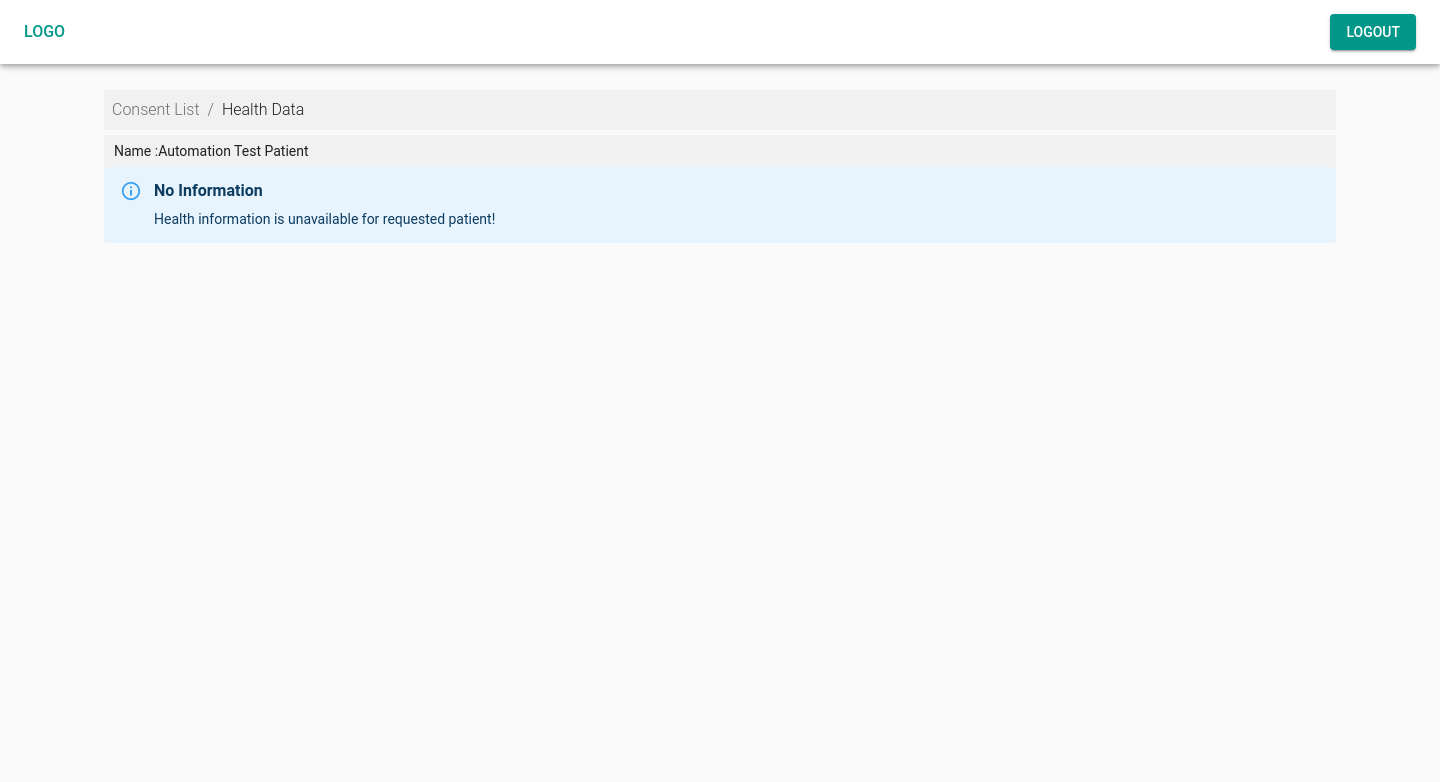 LOGO
LOGOUT
Consent List / Health Data
Name :Automation Test Patient
No Information
Health information is unavailable for requested patient!